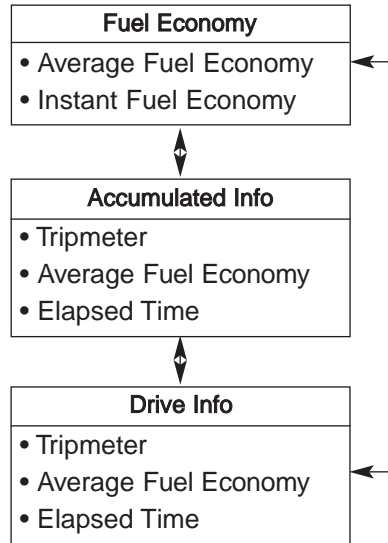 Fuel Economy
• Average Fuel Economy
• Instant Fuel Economy
Accumulated Info
• Tripmeter
• Average Fuel Economy
• Elapsed Time
Drive Info
• Tripmeter
• Average Fuel Economy
• Elapsed Time